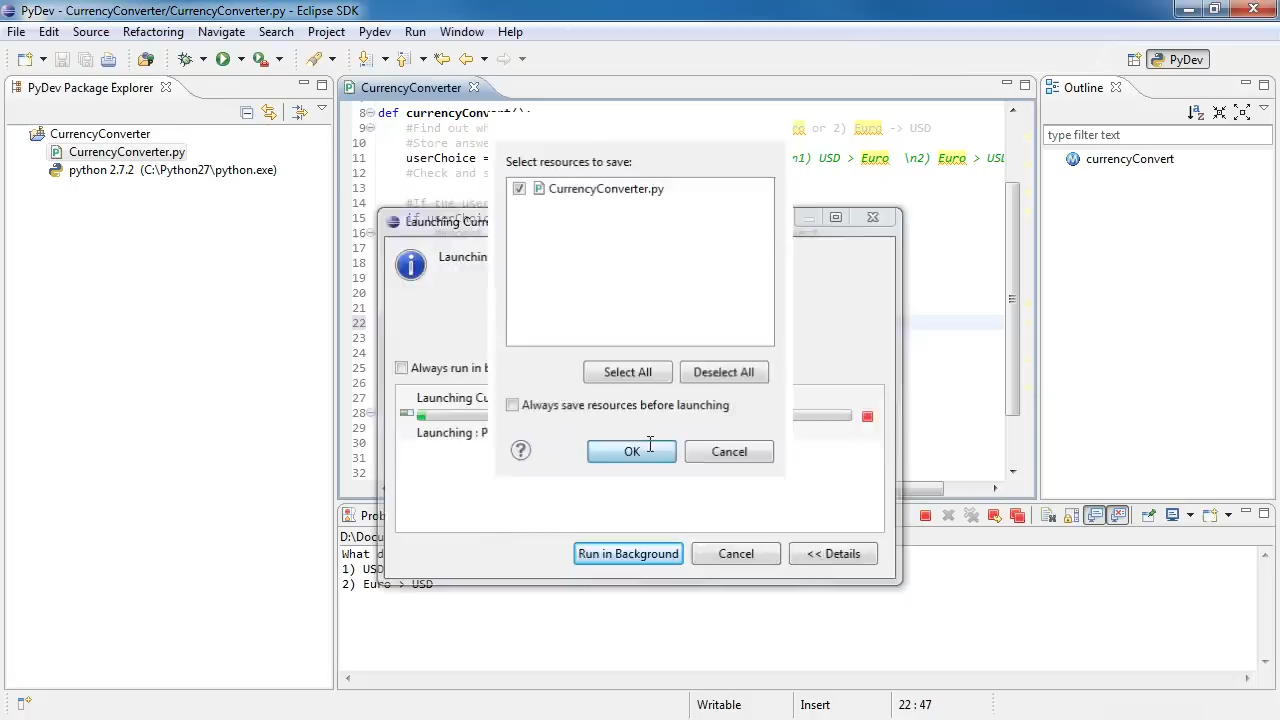 PyDev - CurrencyConverter/CurrencyConverter.py - Eclipse SDK
File Edit Source Refactoring Navigate Search Project Pydev Run Window Help
PyDev
PyDev Package Explorer
CurrencyConverter
CurrencyConverter.py
python 2.7.2 (C:\Python27\python.exe)
CurrencyConverter
8 def currencyConvert():
9 #Find out wh or 2) Euro -> USD
10 #Store answe
11 userChoice = n1) USD > Euro \n2) Euro > USD
12 #Check and s
13
14 #If the use
15 if userChoic
16
17
18
19
20
21
22
23
24
25
26
27
28
29
30
31
32
Launching Curr
Launchin
Always run in b
Launching Cu
Launching : P
Run in Background
Cancel
<< Details
Select resources to save:
CurrencyConverter.py
Select All
Deselect All
Always save resources before launching
?
OK
Cancel
Outline
type filter text
currencyConvert
Prob
D:\Docu
What d
1) USD
2) Euro > USD
Writable
Insert
22 : 47